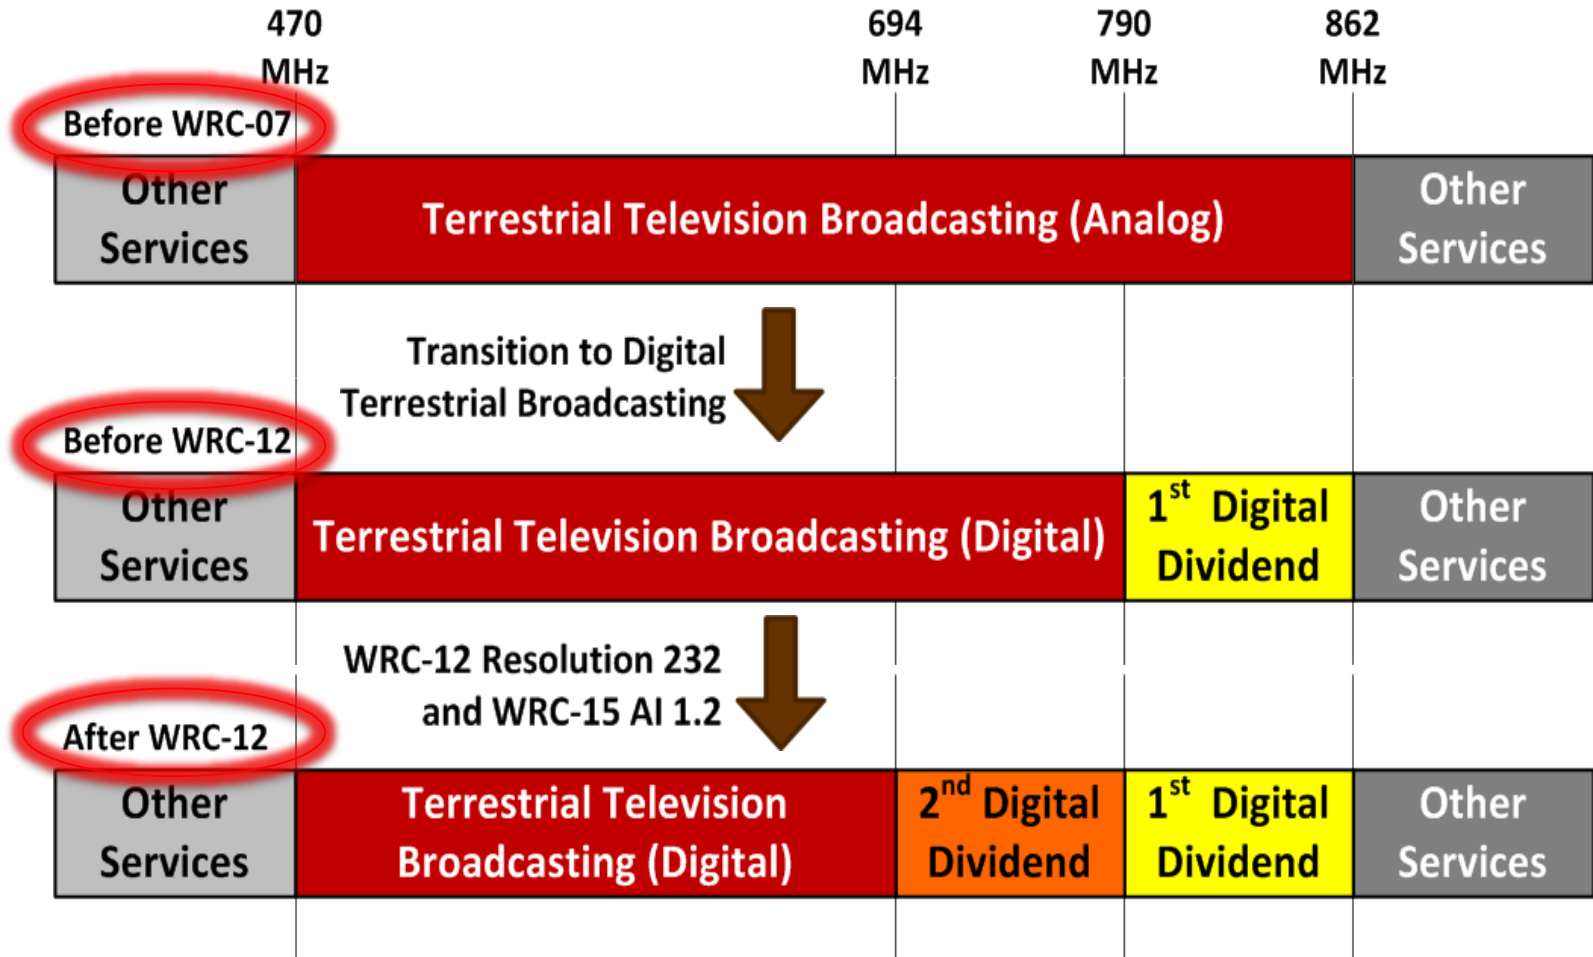 470 694 790 862
MHz MHz MHz MHz
Before WRC-07
Other
Services
Terrestrial Television Broadcasting (Analog)
Other
Services
Transition to Digital
Terrestrial Broadcasting
Before WRC-12
Other
Services
Terrestrial Television Broadcasting (Digital)
1st Digital
Dividend
Other
Services
WRC-12 Resolution 232
and WRC-15 AI 1.2
After WRC-12
Other
Services
Terrestrial Television
Broadcasting (Digital)
2nd Digital
Dividend
1st Digital
Dividend
Other
Services